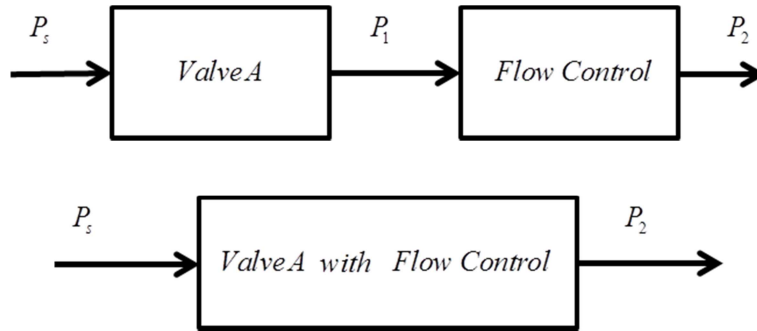 P_s P_1 P_2
Valve A Flow Control
P_s P_2
Valve A with Flow Control